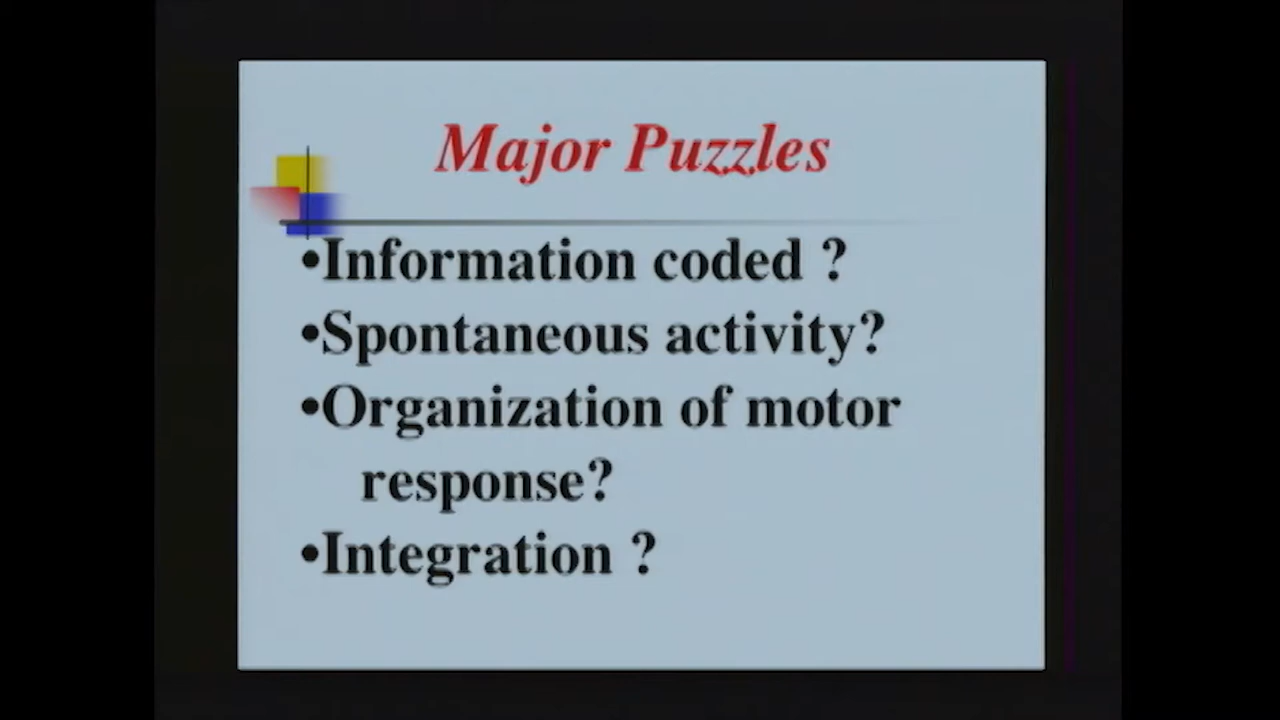 Major Puzzles
•Information coded ?
•Spontaneous activity?
•Organization of motor
response?
•Integration ?